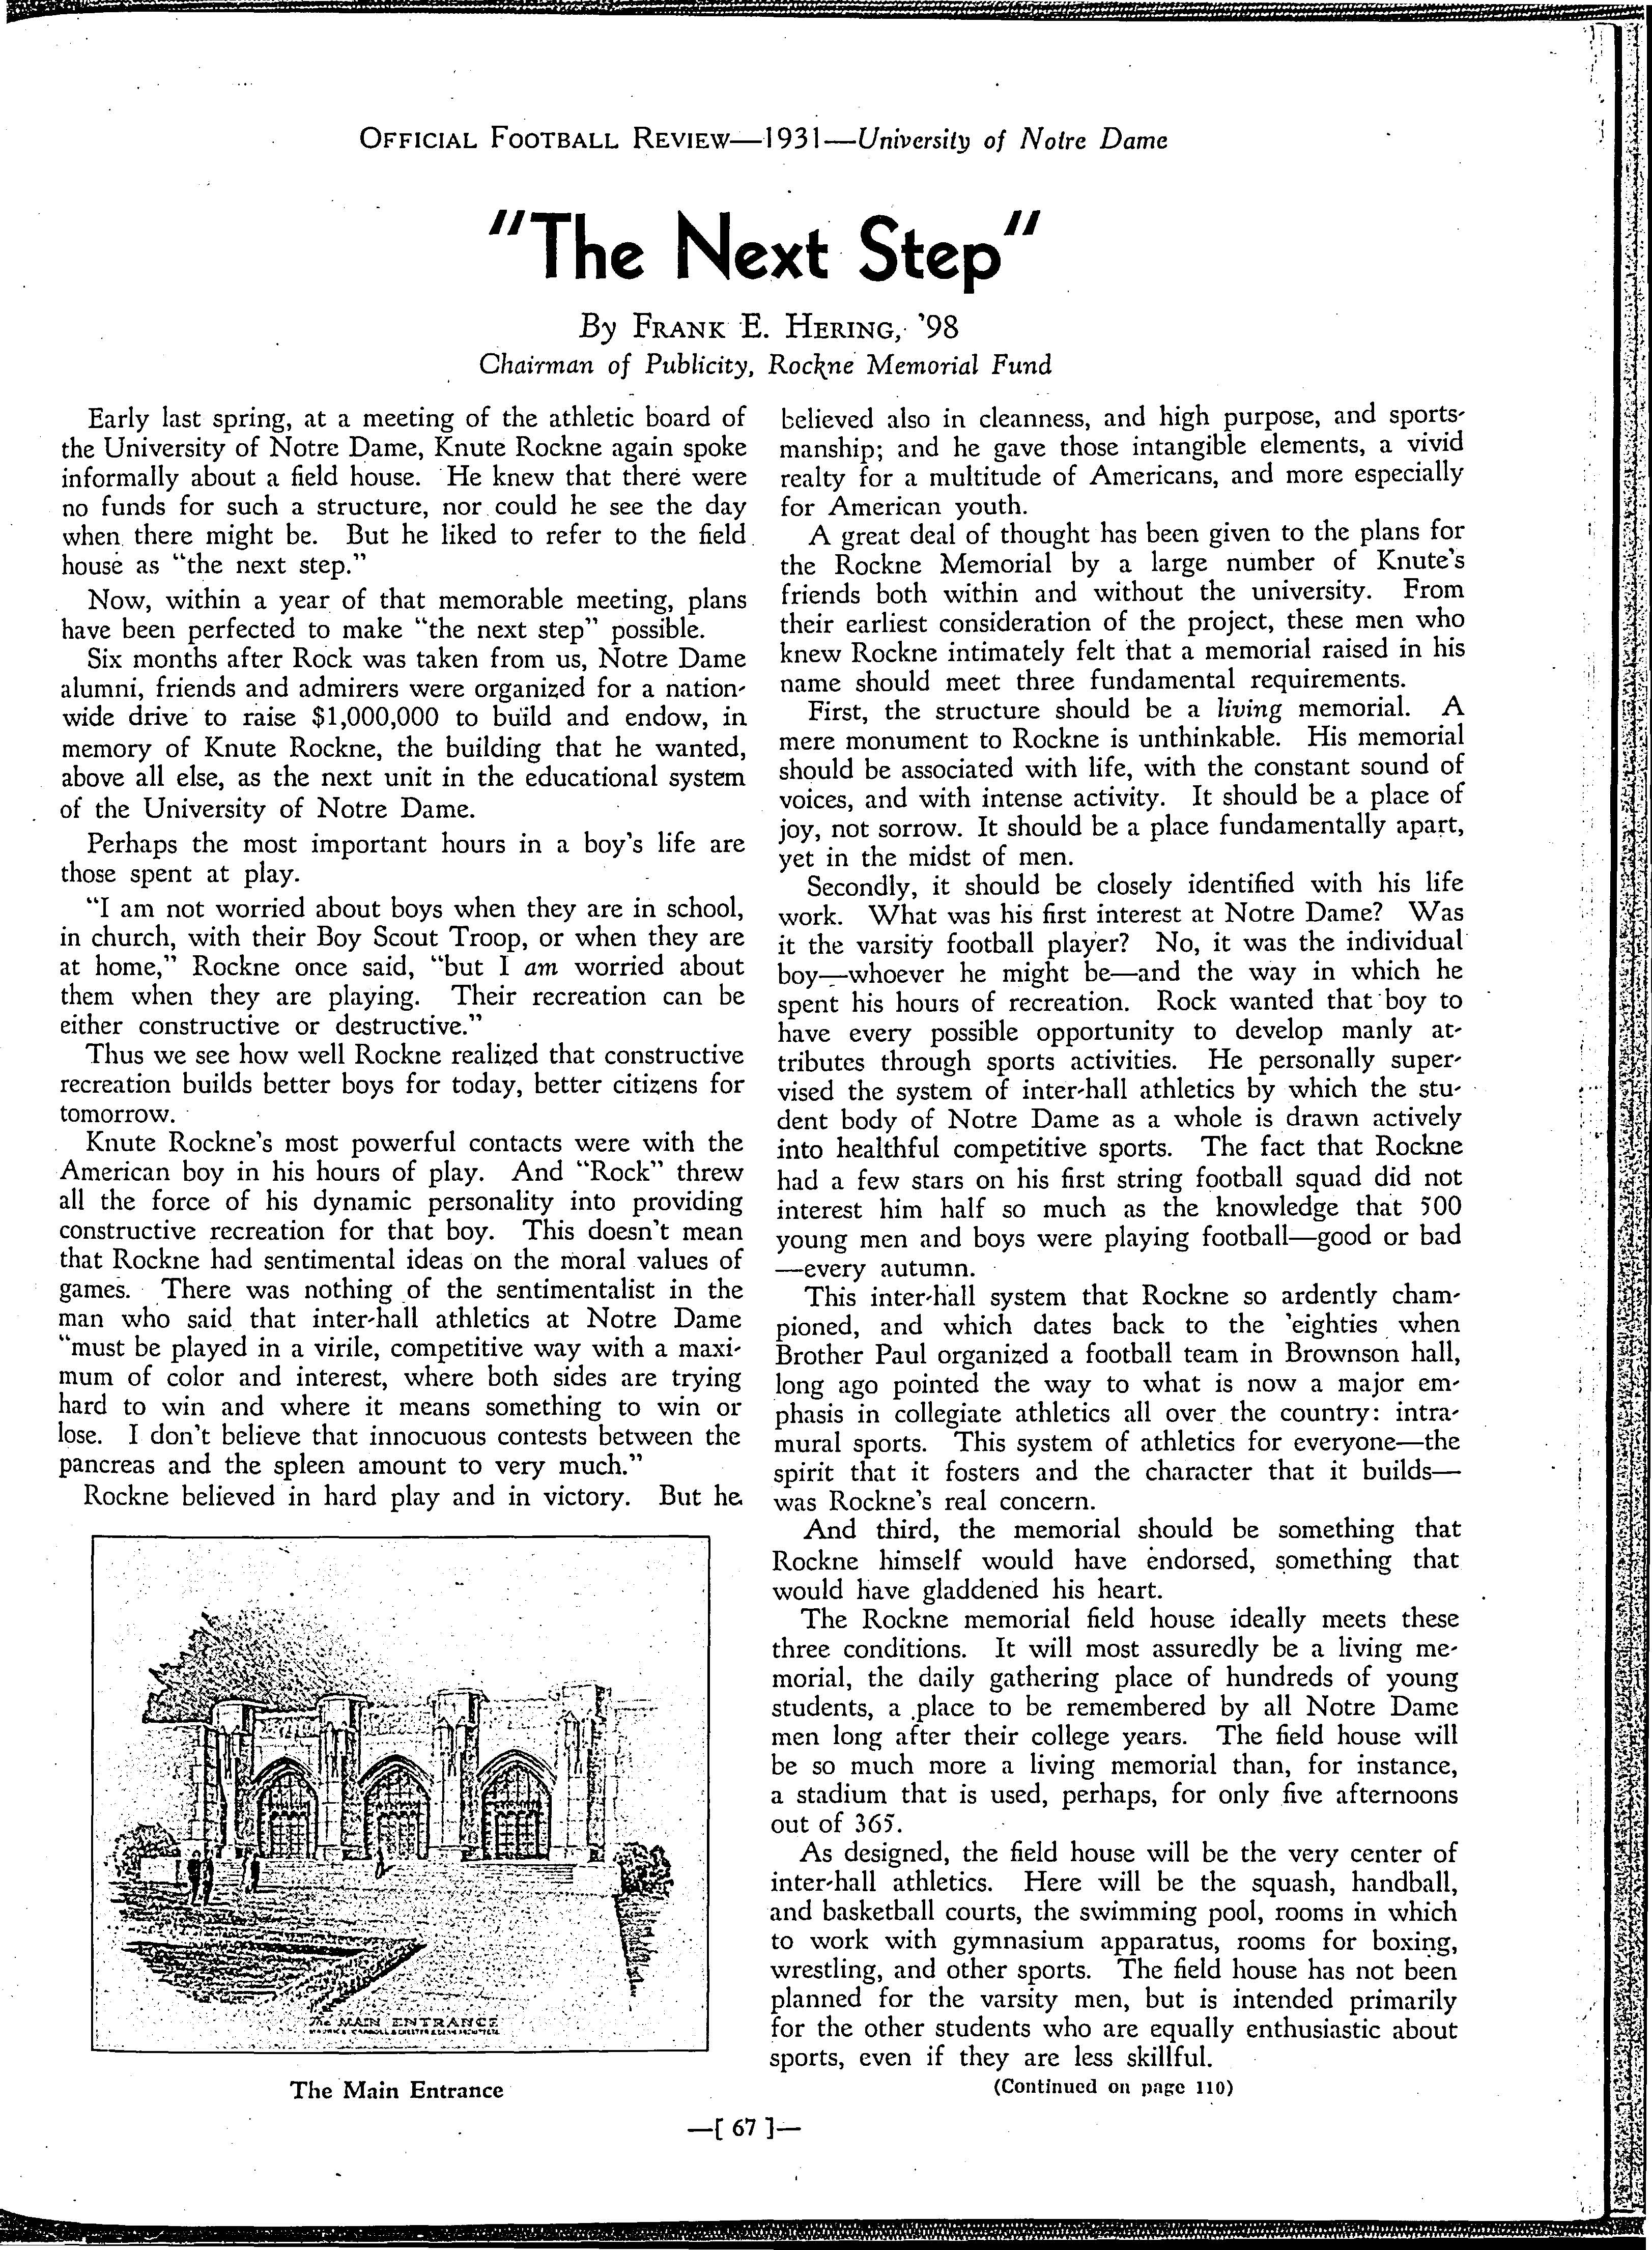 OFFICIAL FOOTBALL REVIEW—1931—University of Notre Dame
"The Next Step"
By FRANK E. HERING, '98
Chairman of Publicity, Rockne Memorial Fund
Early last spring, at a meeting of the athletic board of
the University of Notre Dame, Knute Rockne again spoke
informally about a field house. He knew that there were
no funds for such a structure, nor could he see the day
when there might be. But he liked to refer to the field
house as "the next step."
Now, within a year of that memorable meeting, plans
have been perfected to make "the next step" possible.
Six months after Rock was taken from us, Notre Dame
alumni, friends and admirers were organized for a nation-
wide drive to raise $1,000,000 to build and endow, in
memory of Knute Rockne, the building that he wanted,
above all else, as the next unit in the educational system
of the University of Notre Dame.
Perhaps the most important hours in a boy's life are
those spent at play.
"I am not worried about boys when they are in school,
in church, with their Boy Scout Troop, or when they are
at home," Rockne once said, "but I am worried about
them when they are playing. Their recreation can be
either constructive or destructive."
Thus we see how well Rockne realized that constructive
recreation builds better boys for today, better citizens for
tomorrow.
Knute Rockne's most powerful contacts were with the
American boy in his hours of play. And "Rock" threw
all the force of his dynamic personality into providing
constructive recreation for that boy. This doesn't mean
that Rockne had sentimental ideas on the moral values of
games. There was nothing of the sentimentalist in the
man who said that inter-hall athletics at Notre Dame
"must be played in a virile, competitive way with a maxi-
mum of color and interest, where both sides are trying
hard to win and where it means something to win or
lose. I don't believe that innocuous contests between the
pancreas and the spleen amount to very much."
Rockne believed in hard play and in victory. But he
The MAIN ENTRANCE
The Main Entrance
believed also in cleanness, and high purpose, and sports-
manship; and he gave those intangible elements, a vivid
realty for a multitude of Americans, and more especially
for American youth.
A great deal of thought has been given to the plans for
the Rockne Memorial by a large number of Knute's
friends both within and without the university. From
their earliest consideration of the project, these men who
knew Rockne intimately felt that a memorial raised in his
name should meet three fundamental requirements.
First, the structure should be a living memorial. A
mere monument to Rockne is unthinkable. His memorial
should be associated with life, with the constant sound of
voices, and with intense activity. It should be a place of
joy, not sorrow. It should be a place fundamentally apart,
yet in the midst of men.
Secondly, it should be closely identified with his life
work. What was his first interest at Notre Dame? Was
it the varsity football player? No, it was the individual
boy—whoever he might be—and the way in which he
spent his hours of recreation. Rock wanted that boy to
have every possible opportunity to develop manly at-
tributes through sports activities. He personally super-
vised the system of inter-hall athletics by which the stu-
dent body of Notre Dame as a whole is drawn actively
into healthful competitive sports. The fact that Rockne
had a few stars on his first string football squad did not
interest him half so much as the knowledge that 500
young men and boys were playing football—good or bad
—every autumn.
This inter-hall system that Rockne so ardently cham-
pioned, and which dates back to the 'eighties when
Brother Paul organized a football team in Brownson hall,
long ago pointed the way to what is now a major em-
phasis in collegiate athletics all over the country: intra-
mural sports. This system of athletics for everyone—the
spirit that it fosters and the character that it builds—
was Rockne's real concern.
And third, the memorial should be something that
Rockne himself would have endorsed, something that
would have gladdened his heart.
The Rockne memorial field house ideally meets these
three conditions. It will most assuredly be a living me-
morial, the daily gathering place of hundreds of young
students, a place to be remembered by all Notre Dame
men long after their college years. The field house will
be so much more a living memorial than, for instance,
a stadium that is used, perhaps, for only five afternoons
out of 365.
As designed, the field house will be the very center of
inter-hall athletics. Here will be the squash, handball,
and basketball courts, the swimming pool, rooms in which
to work with gymnasium apparatus, rooms for boxing,
wrestling, and other sports. The field house has not been
planned for the varsity men, but is intended primarily
for the other students who are equally enthusiastic about
sports, even if they are less skillful.
(Continued on page 110)
—[ 67 ]—